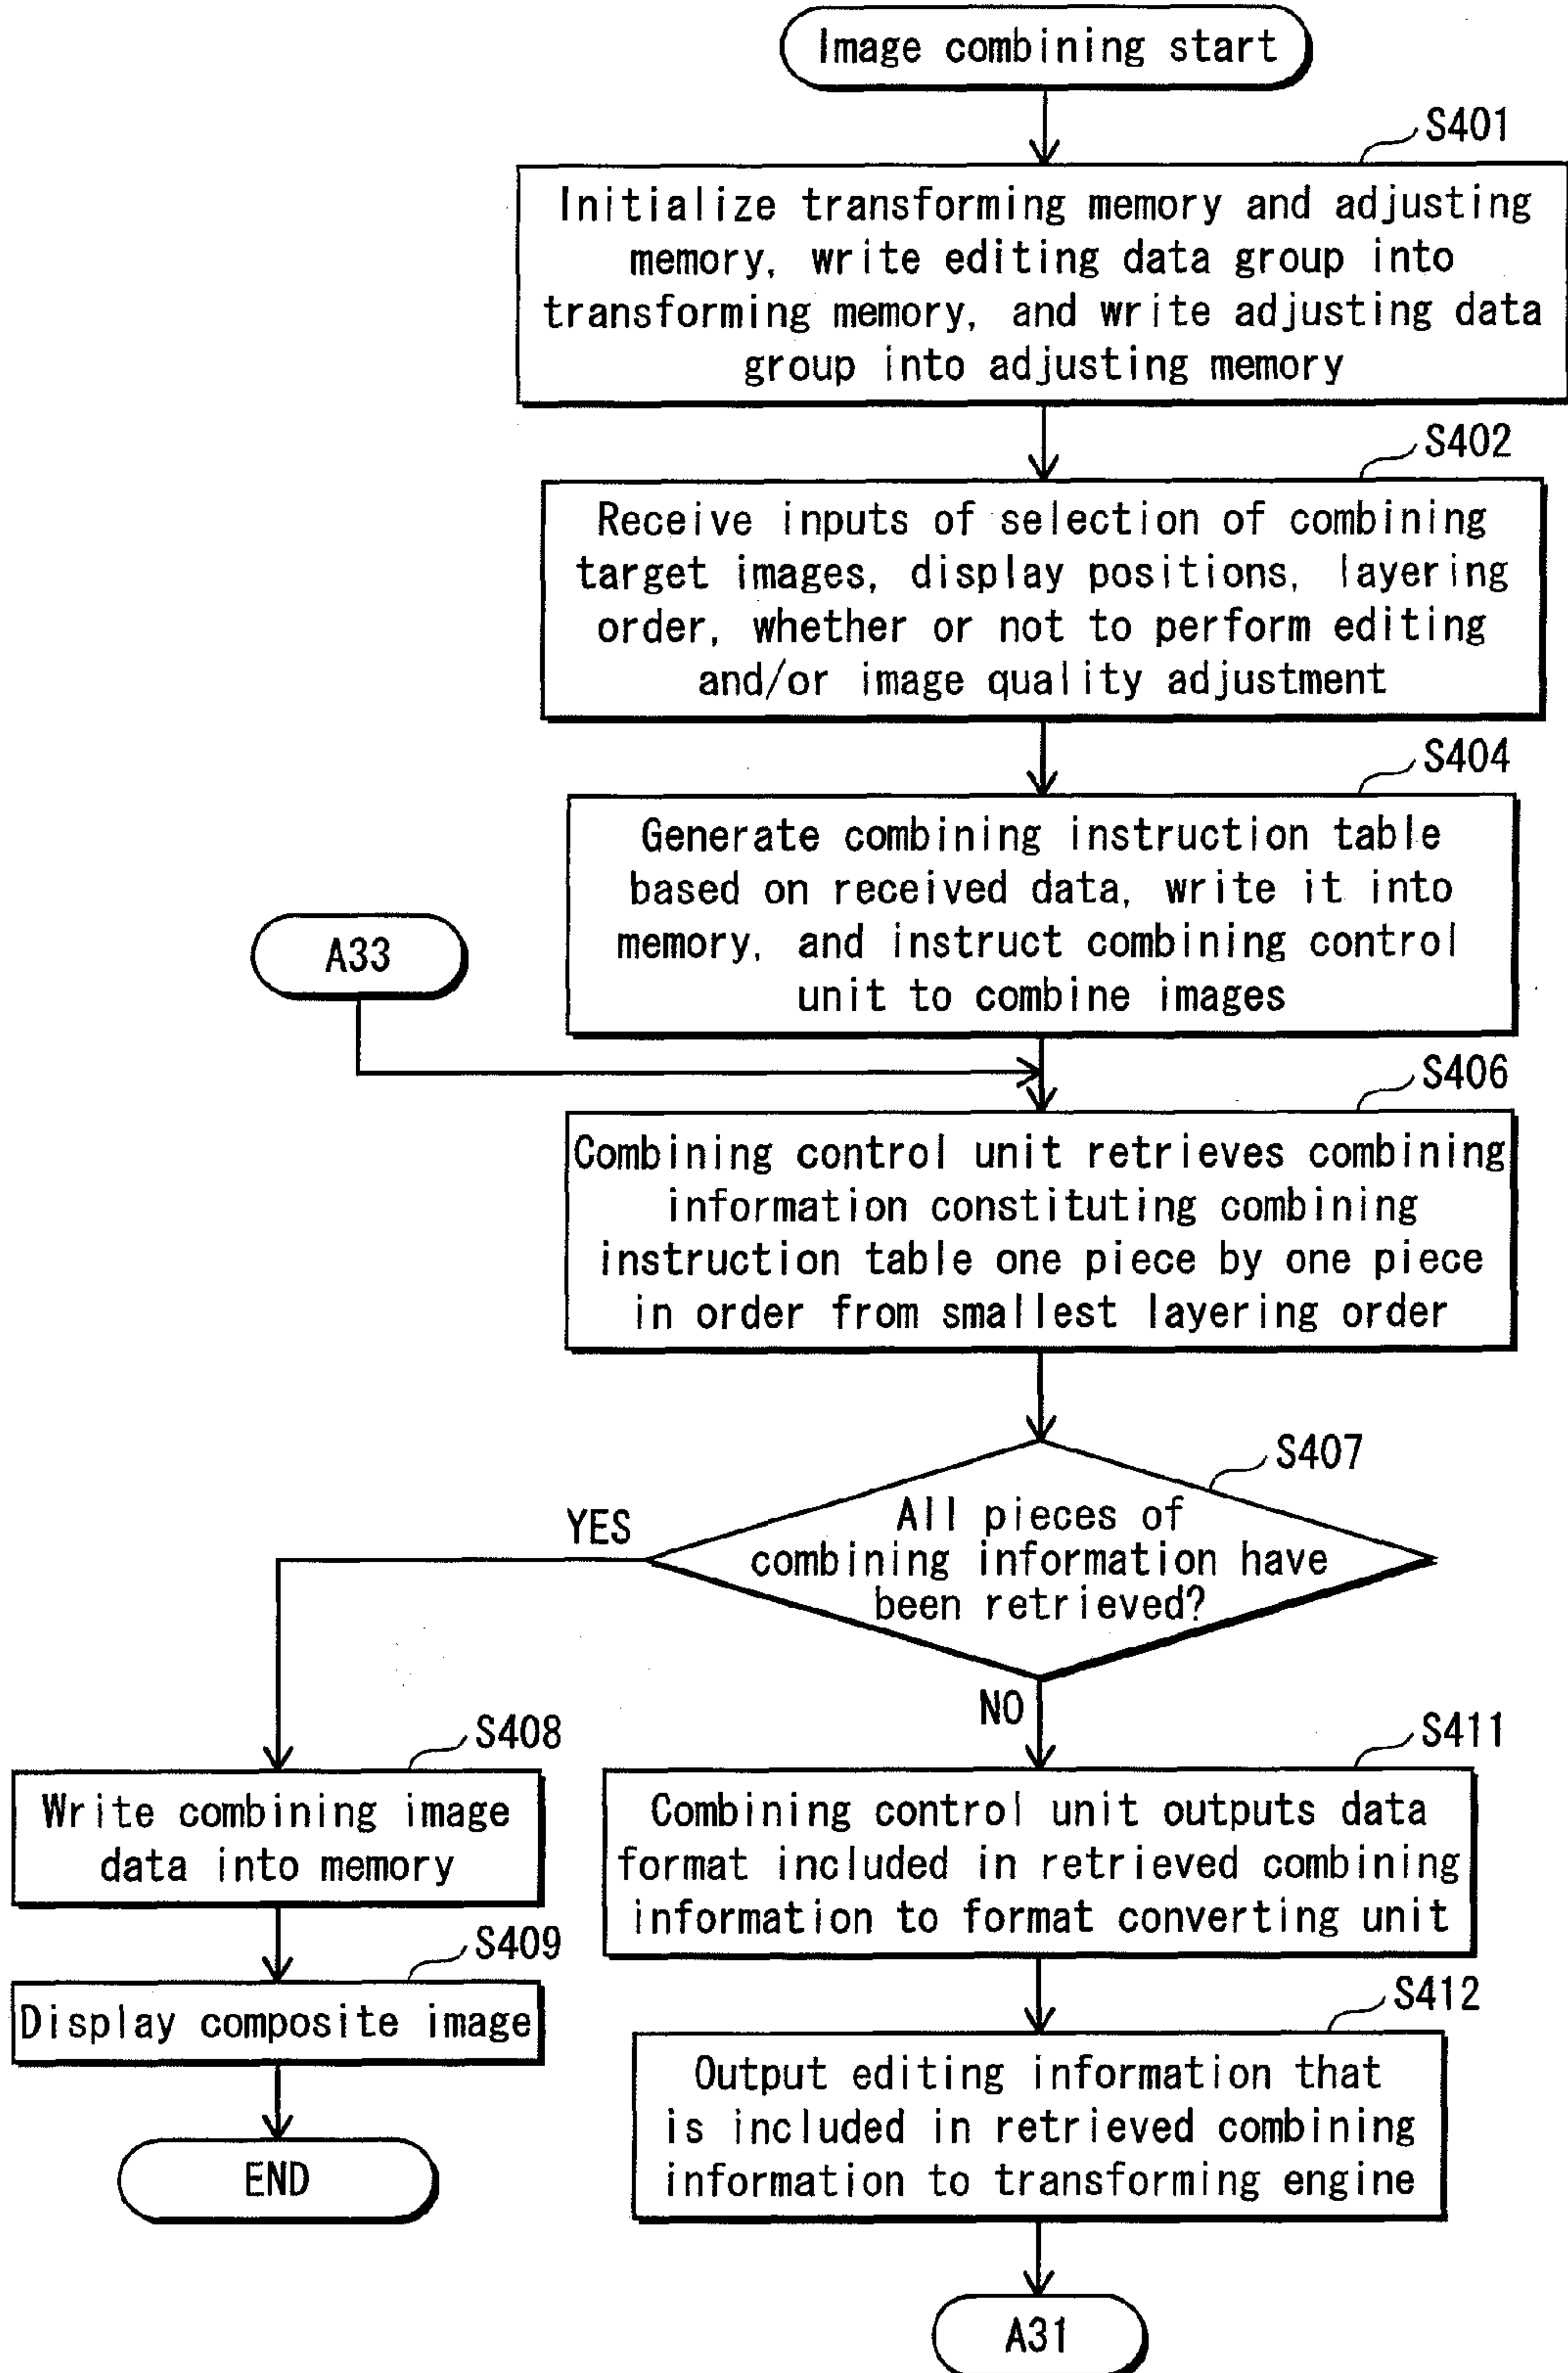 Image combining start
S401
Initialize transforming memory and adjusting
memory, write editing data group into
transforming memory, and write adjusting data
group into adjusting memory
S402
Receive inputs of selection of combining
target images, display positions, layering
order, whether or not to perform editing
and/or image quality adjustment
S404
Generate combining instruction table
based on received data, write it into
memory, and instruct combining control
unit to combine images
A33
S406
Combining control unit retrieves combining
information constituting combining
instruction table one piece by one piece
in order from smallest layering order
S407
All pieces of
combining information have
been retrieved?
YES
NO
S408
Write combining image
data into memory
S409
Display composite image
END
S411
Combining control unit outputs data
format included in retrieved combining
information to format converting unit
S412
Output editing information that
is included in retrieved combining
information to transforming engine
A31